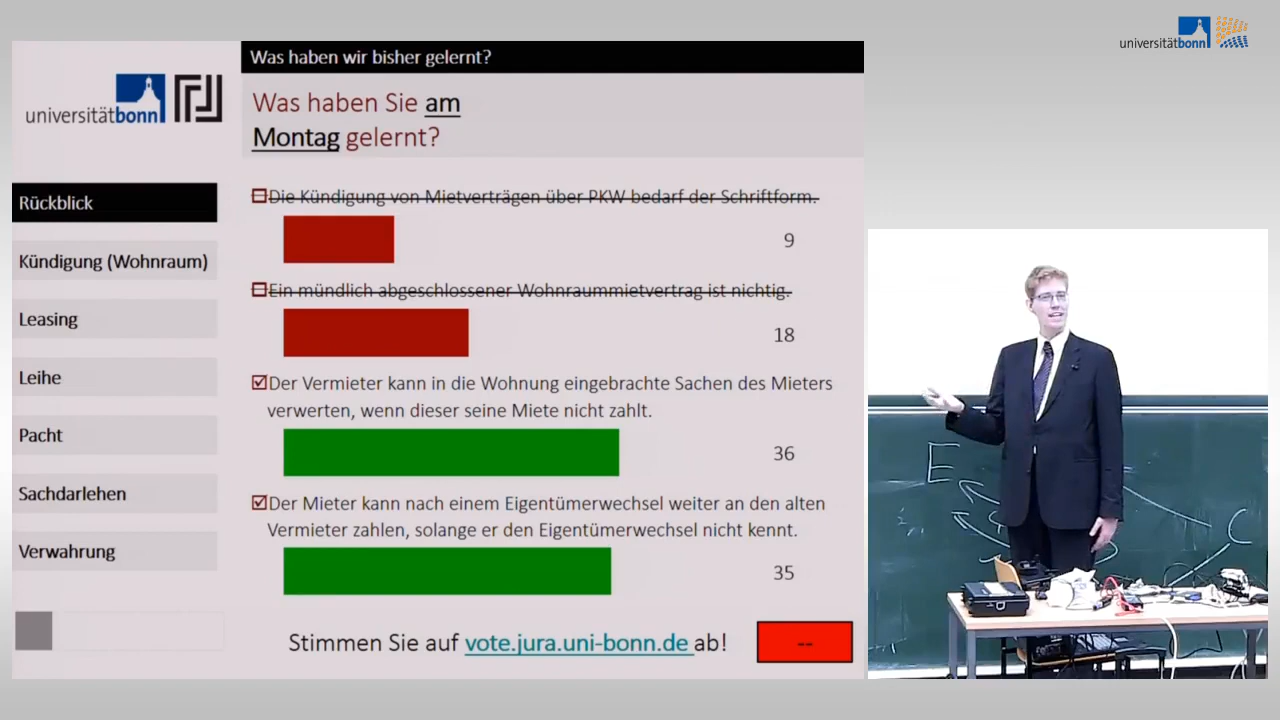 universitätbonn
Was haben wir bisher gelernt?
universitätbonn
Was haben Sie am
Montag gelernt?
Rückblick
Kündigung (Wohnraum)
Leasing
Leihe
Pacht
Sachdarlehen
Verwahrung
Die Kündigung von Mietverträgen über PKW bedarf der Schriftform.
9
Ein mündlich abgeschlossener Wohnraummietvertrag ist nichtig.
18
Der Vermieter kann in die Wohnung eingebrachte Sachen des Mieters
verwerten, wenn dieser seine Miete nicht zahlt.
36
Der Mieter kann nach einem Eigentümerwechsel weiter an den alten
Vermieter zahlen, solange er den Eigentümerwechsel nicht kennt.
35
Stimmen Sie auf vote.jura.uni-bonn.de ab!
--
E
C